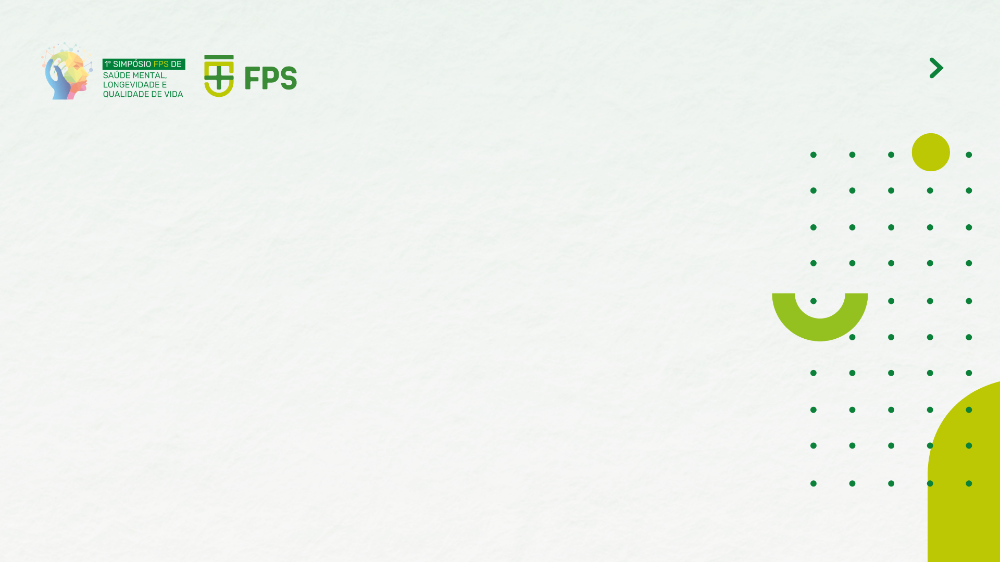 1º SIMPÓSIO FPS DE
SAÚDE MENTAL,
LONGEVIDADE E
QUALIDADE DE VIDA
FPS